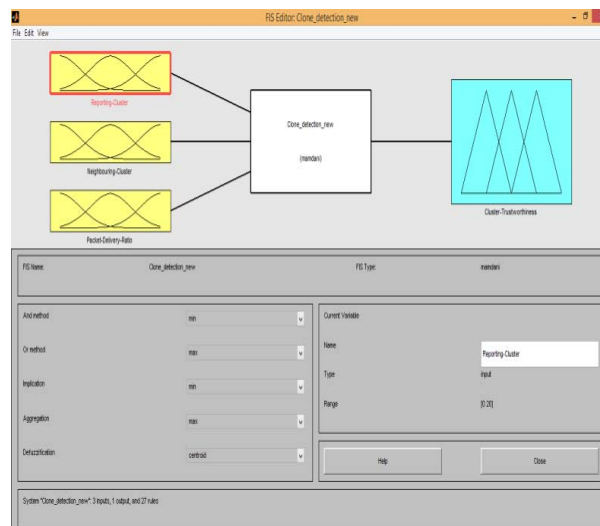 FIS Editor: Clone_detection_new
File Edit View
Reporting-Cluster
Neighbouring-Cluster
Packet-Delivery-Ratio
Clone_detection_new
(mamdani)
Cluster-Trustworthiness
FIS Name: Clone_detection_new FIS Type: mamdani
And method min
Or method max
Implication min
Aggregation max
Defuzzification centroid
Current Variable
Name Reporting-Cluster
Type input
Range [0 20]
Help Close
System "Clone_detection_new": 3 inputs, 1 output, and 27 rules